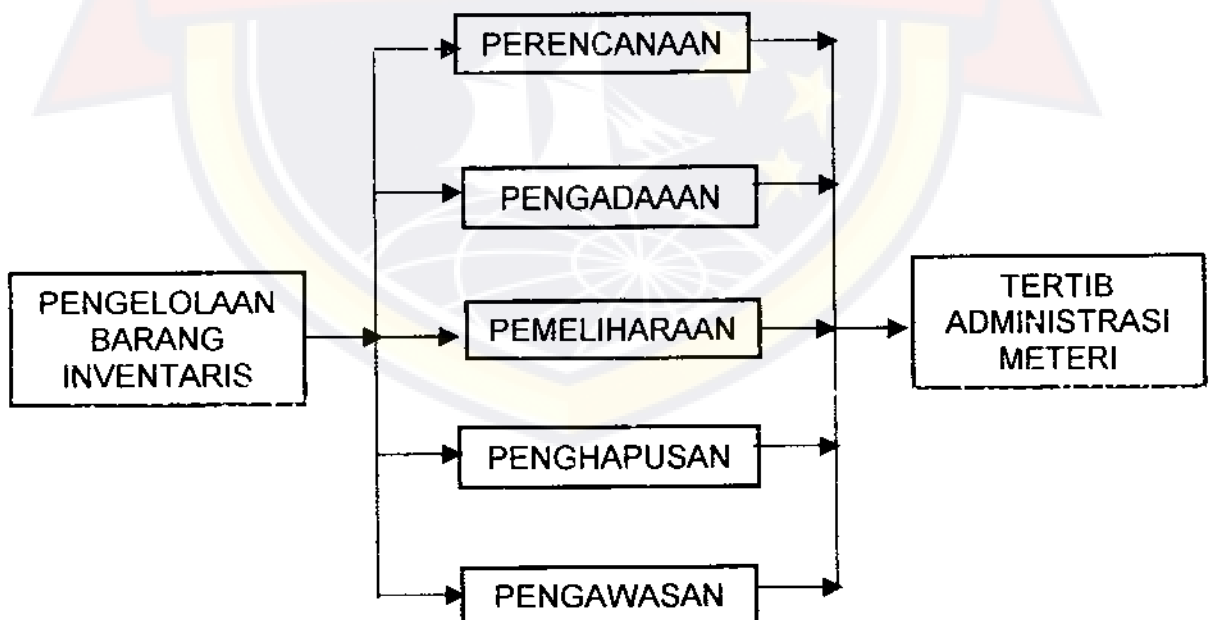 PENGELOLAAN
BARANG
INVENTARIS
PERENCANAAN
PENGADAAAN
PEMELIHARAAN
PENGHAPUSAN
PENGAWASAN
TERTIB
ADMINISTRASI
METERI